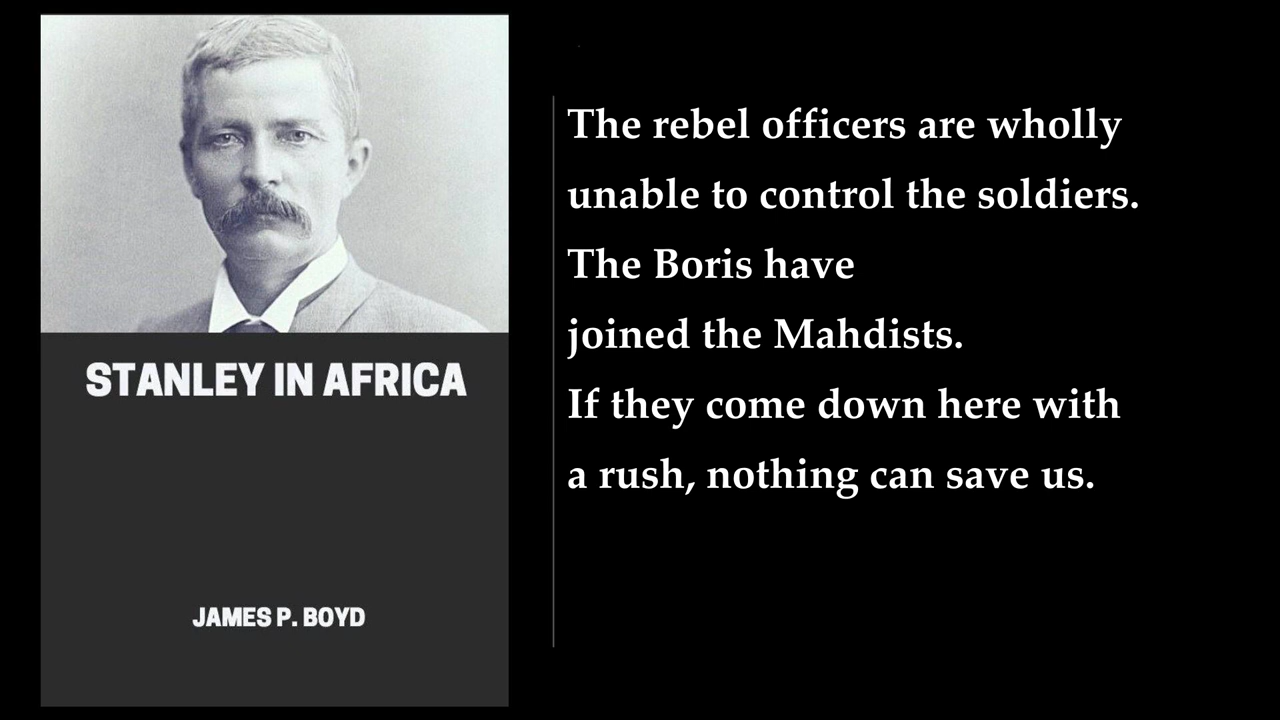 STANLEY IN AFRICA
JAMES P. BOYD
The rebel officers are wholly
unable to control the soldiers.
The Boris have
joined the Mahdists.
If they come down here with
a rush, nothing can save us.